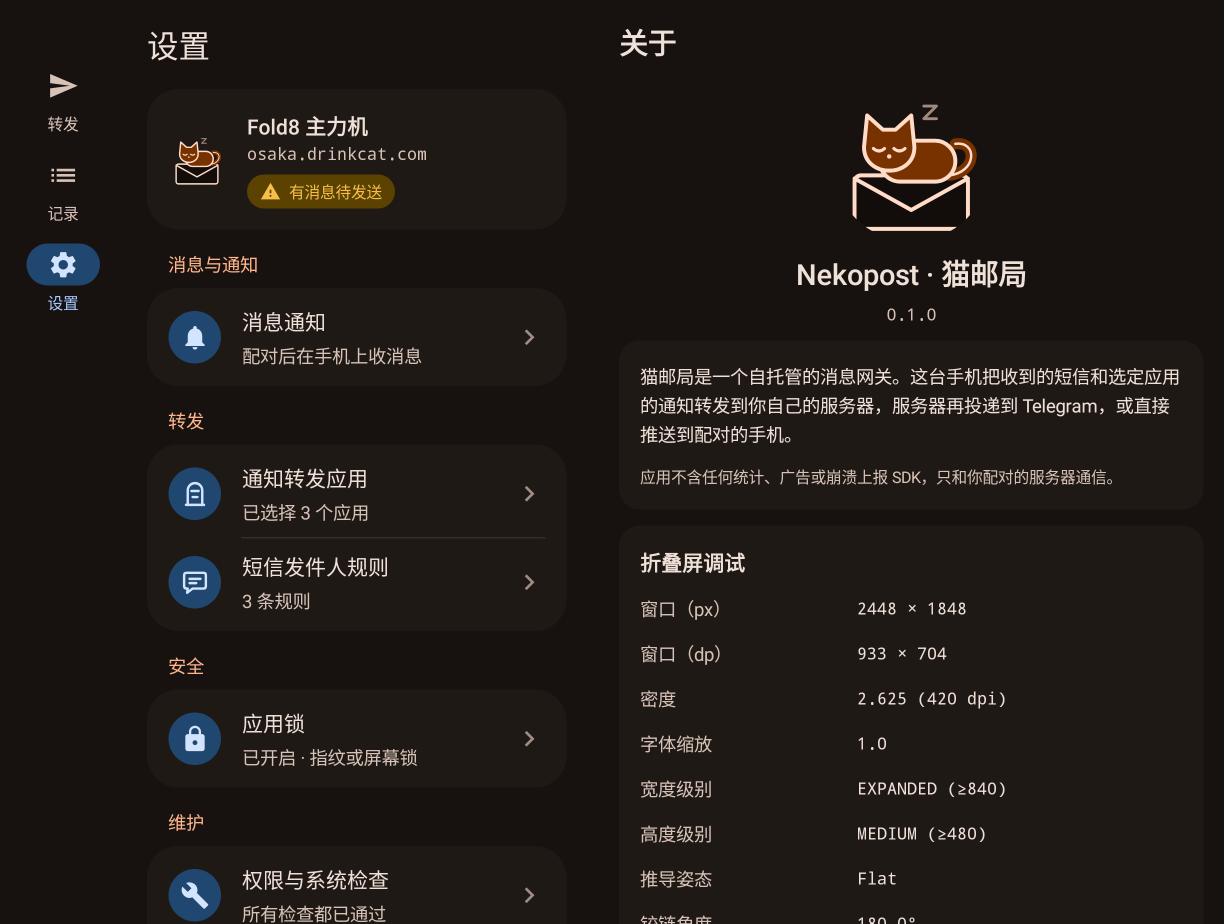 转发
记录
设置
设置
Fold8 主力机
osaka.drinkcat.com
有消息待发送
消息与通知
消息通知
配对后在手机上收消息
转发
通知转发应用
已选择 3 个应用
短信发件人规则
3 条规则
安全
应用锁
已开启 · 指纹或屏幕锁
维护
权限与系统检查
所有检查都已通过
关于
Z
Nekopost · 猫邮局
0.1.0
猫邮局是一个自托管的消息网关。这台手机把收到的短信和选定应用
的通知转发到你自己的服务器，服务器再投递到 Telegram，或直接
推送到配对的手机。
应用不含任何统计、广告或崩溃上报 SDK，只和你配对的服务器通信。
折叠屏调试
窗口（px） 2448 × 1848
窗口（dp） 933 × 704
密度 2.625 (420 dpi)
字体缩放 1.0
宽度级别 EXPANDED (≥840)
高度级别 MEDIUM (≥480)
推导姿态 Flat
铰链角度 180.0°